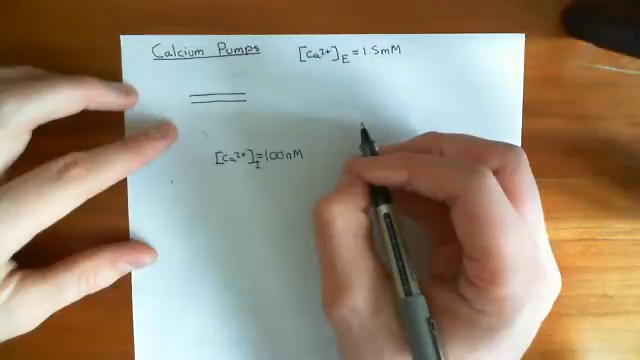 Calcium Pumps
[Ca²⁺]E = 1.5mM
[Ca²⁺]I = 100nM